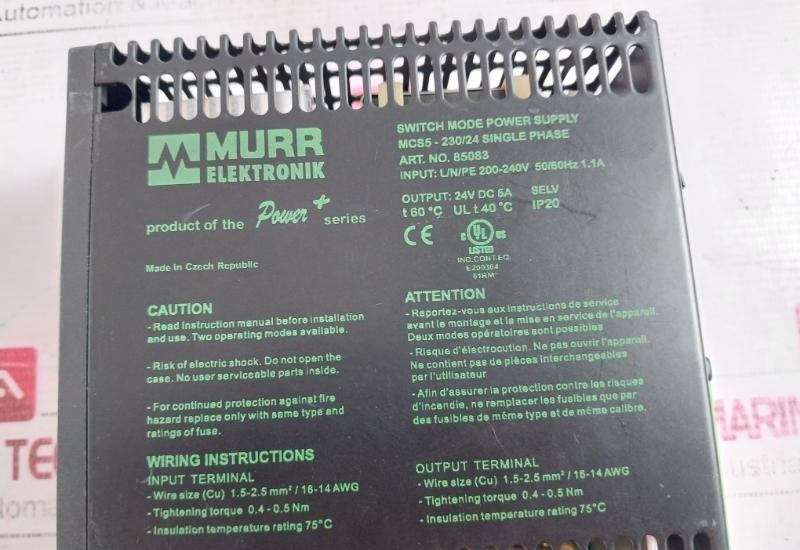 Automation & Ma
MURR
ELEKTRONIK
product of the Power+ series
Made in Czech Republic
SWITCH MODE POWER SUPPLY
MCS5 - 230/24 SINGLE PHASE
ART. NO. 85083
INPUT: L/N/PE 200-240V 50/60Hz 1.1A
OUTPUT: 24V DC 5A SELV
t 60 °C UL t 40 °C IP20
CE c UL US
LISTED
IND.CONT.EQ.
E200304
61RM
CAUTION
- Read instruction manual before installation
and use. Two operating modes available.
- Risk of electric shock. Do not open the
case. No user serviceable parts inside.
- For continued protection against fire
hazard replace only with same type and
ratings of fuse.
ATTENTION
- Reportez-vous aux instructions de service
avant le montage et la mise en service de l'appareil.
Deux modes opératoires sont possibles
- Risque d'électrocution. Ne pas ouvrir l'appareil.
Ne contient pas de pièces interchangeables
par l'utilisateur
- Afin d'assurer la protection contre les risques
d'incendie, ne remplacer les fusibles que par
des fusibles de même type et de même calibre.
WIRING INSTRUCTIONS
INPUT TERMINAL
- Wire size (Cu) 1.5-2.5 mm² / 16-14 AWG
- Tightening torque 0.4 - 0.5 Nm
- Insulation temperature rating 75°C
OUTPUT TERMINAL
- Wire size (Cu) 1.5-2.5 mm² / 16-14 AWG
- Tightening torque 0.4 - 0.5 Nm
- Insulation temperature rating 75°C
TEC
utomation
MARIN
dustria